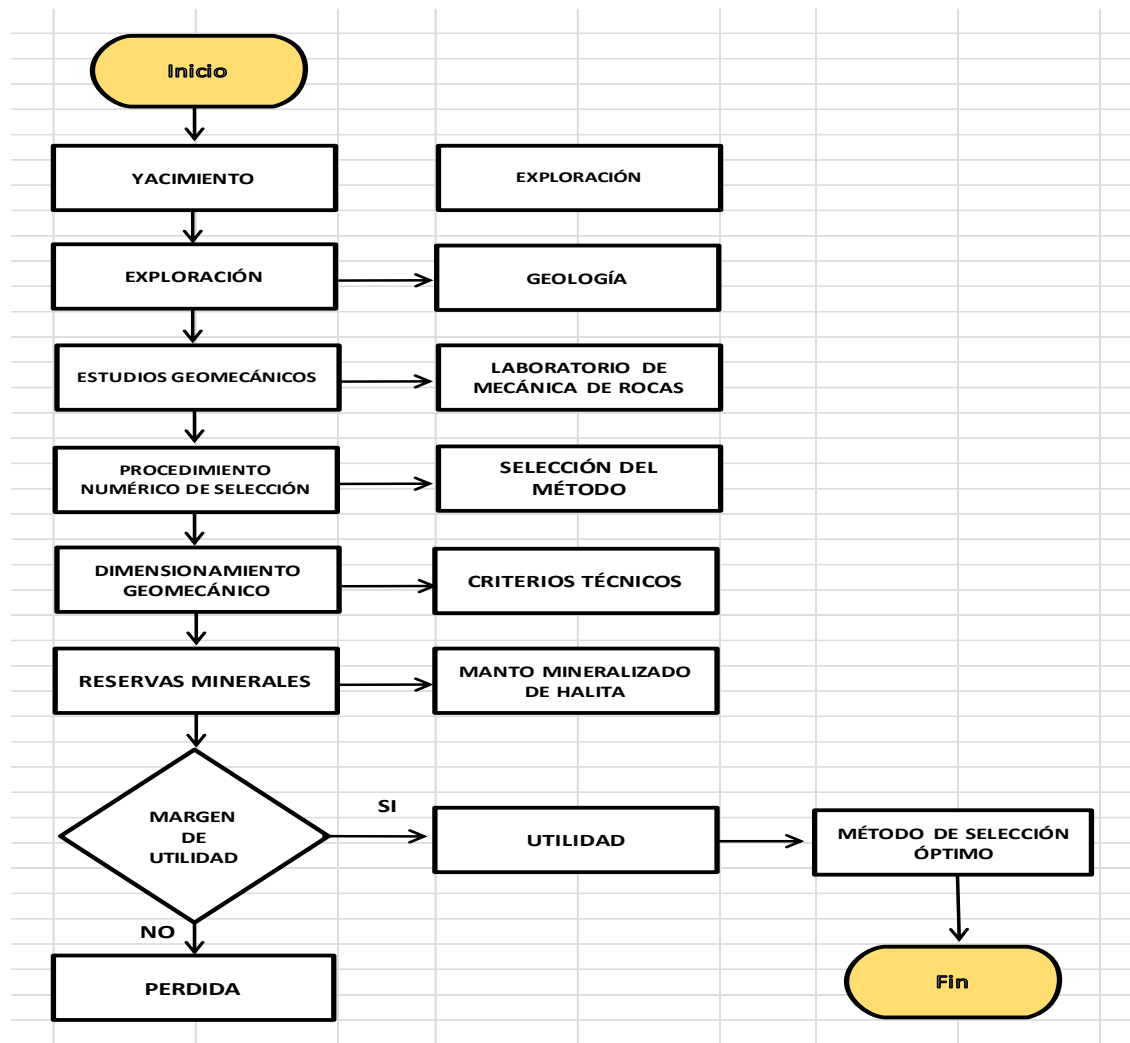 Inicio
YACIMIENTO
EXPLORACIÓN
EXPLORACIÓN
GEOLOGÍA
ESTUDIOS GEOMECÁNICOS
LABORATORIO DE
MECÁNICA DE ROCAS
PROCEDIMIENTO
NUMÉRICO DE SELECCIÓN
SELECCIÓN DEL
MÉTODO
DIMENSIONAMIENTO
GEOMECÁNICO
CRITERIOS TÉCNICOS
RESERVAS MINERALES
MANTO MINERALIZADO
DE HALITA
MARGEN
DE
UTILIDAD
SI
UTILIDAD
MÉTODO DE SELECCIÓN
ÓPTIMO
NO
PERDIDA
Fin